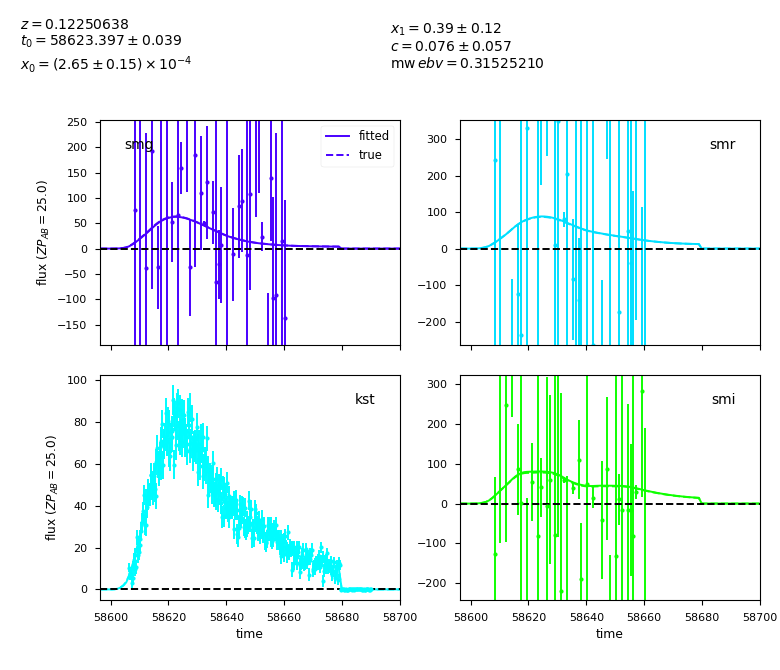 z = 0.12250638
t₀ = 58623.397 ± 0.039
x₀ = (2.65 ± 0.15) × 10⁻⁴
x₁ = 0.39 ± 0.12
c = 0.076 ± 0.057
mw ebv = 0.31525210
smg
fitted
true
250
200
150
100
50
0
−50
−100
−150
flux (ZP_AB = 25.0)
smr
300
200
100
0
−100
−200
kst
100
80
60
40
20
0
flux (ZP_AB = 25.0)
58600 58620 58640 58660 58680 58700
time
smi
300
200
100
0
−100
−200
58600 58620 58640 58660 58680 58700
time